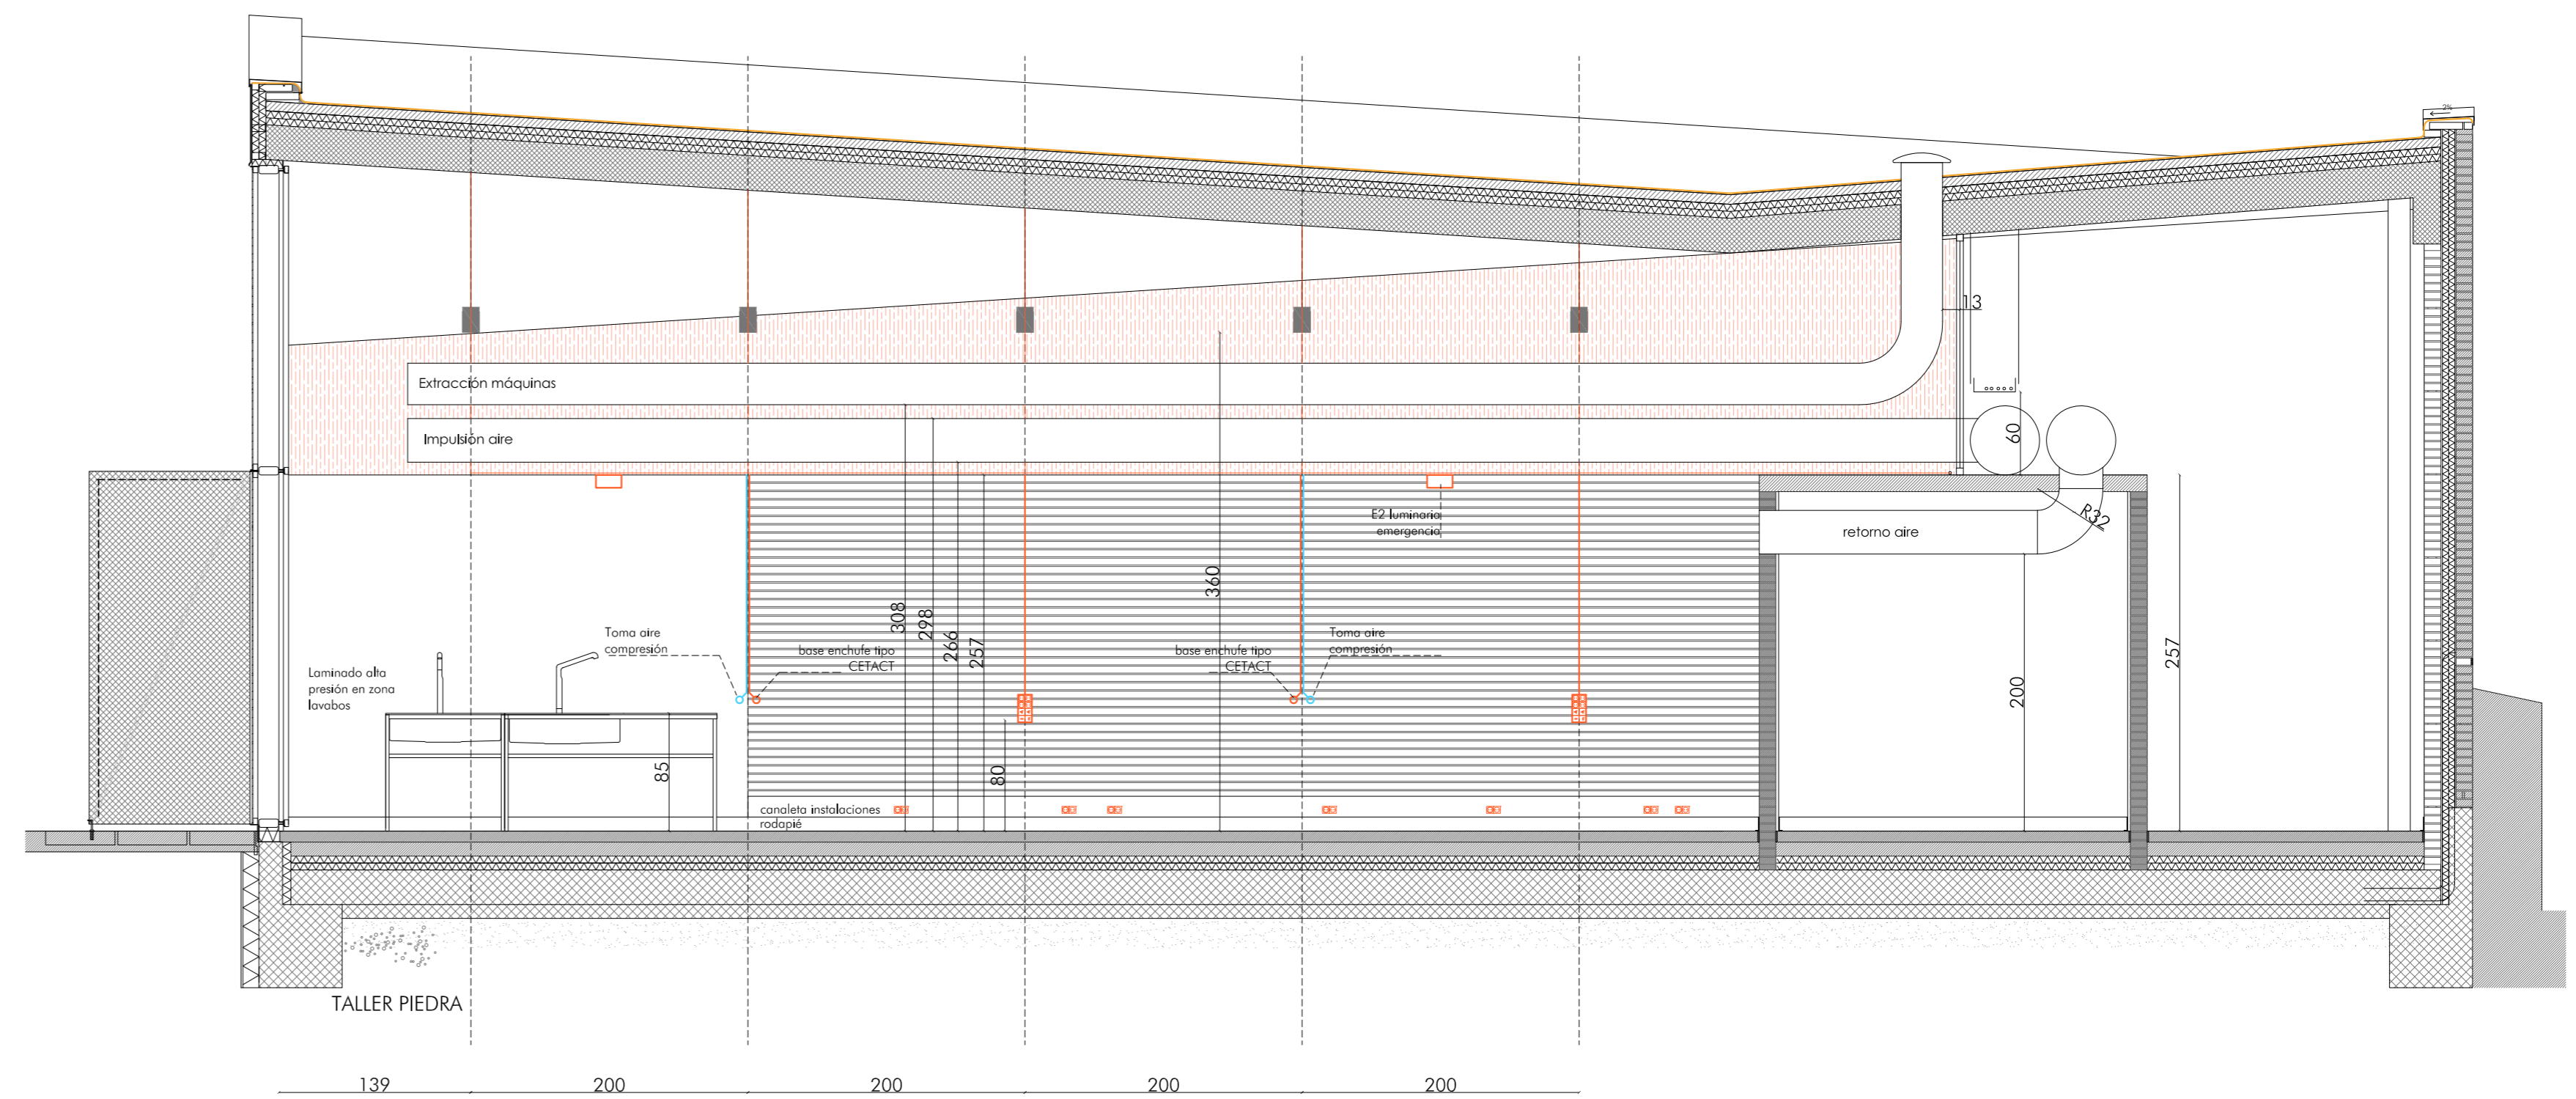 2%
13
Extracción máquinas
Impulsión aire
60
E2 luminaria
emergencia
retorno aire
R32
360
308
298
266
257
Toma aire
compresión
base enchufe tipo
CETACT
base enchufe tipo
CETACT
Toma aire
compresión
257
Laminado alta
presión en zona
lavabos
200
85
80
canaleta instalaciones
rodapié
TALLER PIEDRA
139
200
200
200
200